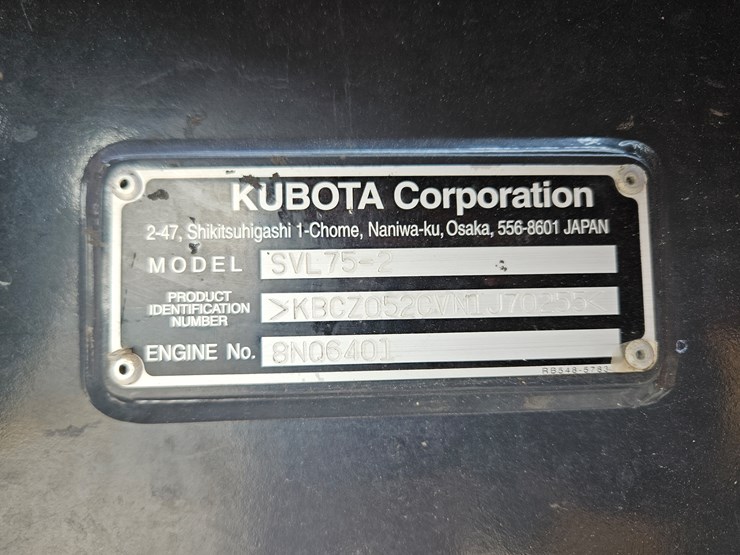 KUBOTA Corporation
2-47, Shikitsuhigashi 1-Chome, Naniwa-ku, Osaka, 556-8601 JAPAN
MODEL SVL75-2
PRODUCT
IDENTIFICATION
NUMBER
ENGINE No. 8N06401
RB548-5783